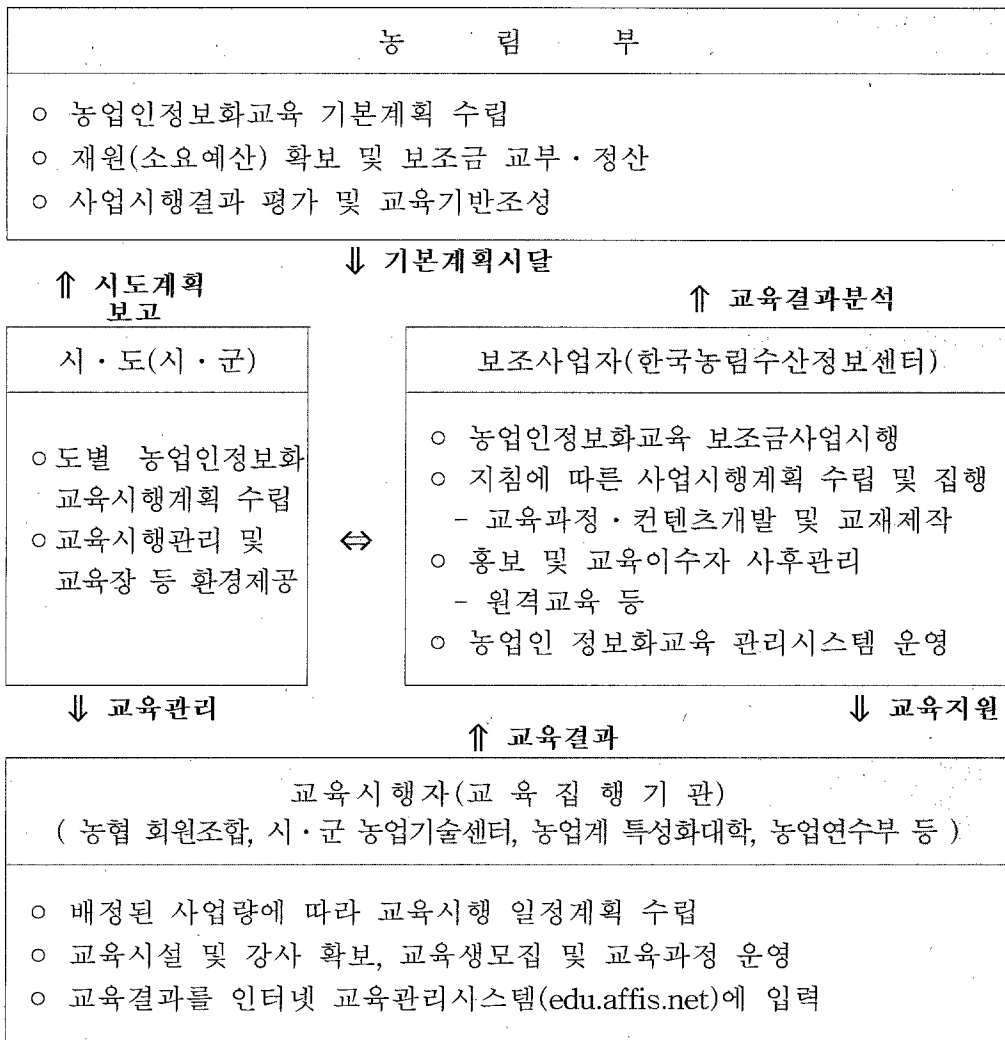 농 림 부
○ 농업인정보화교육 기본계획 수립
○ 재원(소요예산) 확보 및 보조금 교부·정산
○ 사업시행결과 평가 및 교육기반조성
⇓ 기본계획시달
⇑ 시도계획
보고
⇑ 교육결과분석
시·도(시·군)
○ 도별 농업인정보화
교육시행계획 수립
○ 교육시행관리 및
교육장 등 환경제공
⇔
보조사업자(한국농림수산정보센터)
○ 농업인정보화교육 보조금사업시행
○ 지침에 따른 사업시행계획 수립 및 집행
- 교육과정·컨텐츠개발 및 교재제작
○ 홍보 및 교육이수자 사후관리
- 원격교육 등
○ 농업인 정보화교육 관리시스템 운영
⇓ 교육관리
⇑ 교육결과
⇓ 교육지원
교육시행자(교 육 집 행 기 관)
( 농협 회원조합, 시·군 농업기술센터, 농업계 특성화대학, 농업연수부 등 )
○ 배정된 사업량에 따라 교육시행 일정계획 수립
○ 교육시설 및 강사 확보, 교육생모집 및 교육과정 운영
○ 교육결과를 인터넷 교육관리시스템(edu.affis.net)에 입력